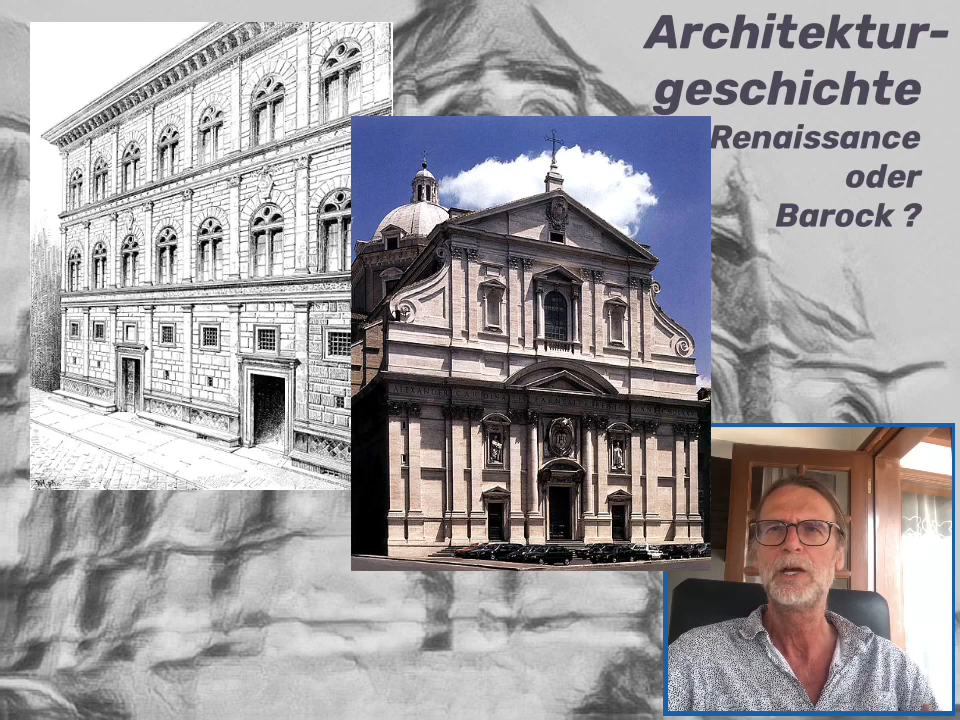 Architektur-
geschichte
Renaissance
oder
Barock ?